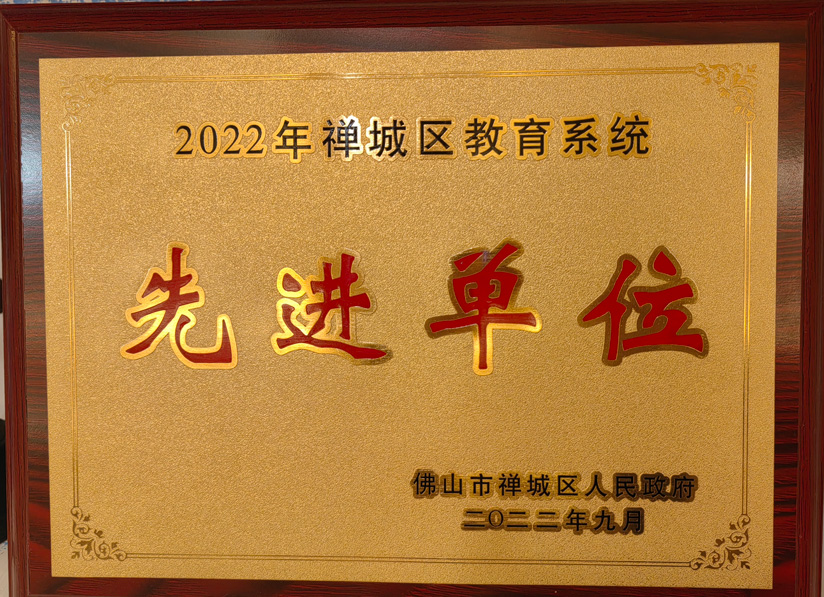 2022年禅城区教育系统
先进单位
佛山市禅城区人民政府
二〇二二年九月